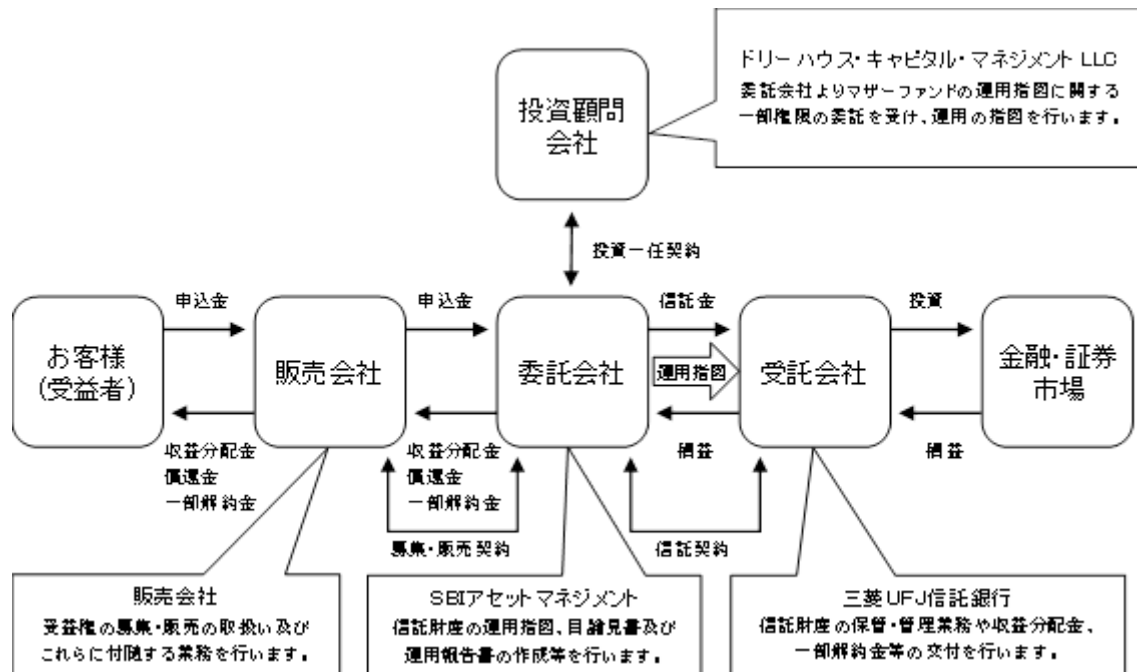 ドリーハウス・キャピタル・マネジメント LLC
委託会社よりマザーファンドの運用指図に関する
一部権限の委託を受け、運用の指図を行います。
投資顧問
会社
投資一任契約
申込金
申込金
信託金
投資
お客様
(受益者)
販売会社
委託会社
運用指図
受託会社
金融・証券
市場
収益分配金
償還金
一部解約金
収益分配金
償還金
一部解約金
損益
損益
募集・販売契約
信託契約
販売会社
受益権の募集・販売の取扱い及び
これらに付随する業務を行います。
SBIアセットマネジメント
信託財産の運用指図、目論見書及び
運用報告書の作成等を行います。
三菱UFJ信託銀行
信託財産の保管・管理業務や収益分配金、
一部解約金等の交付を行います。